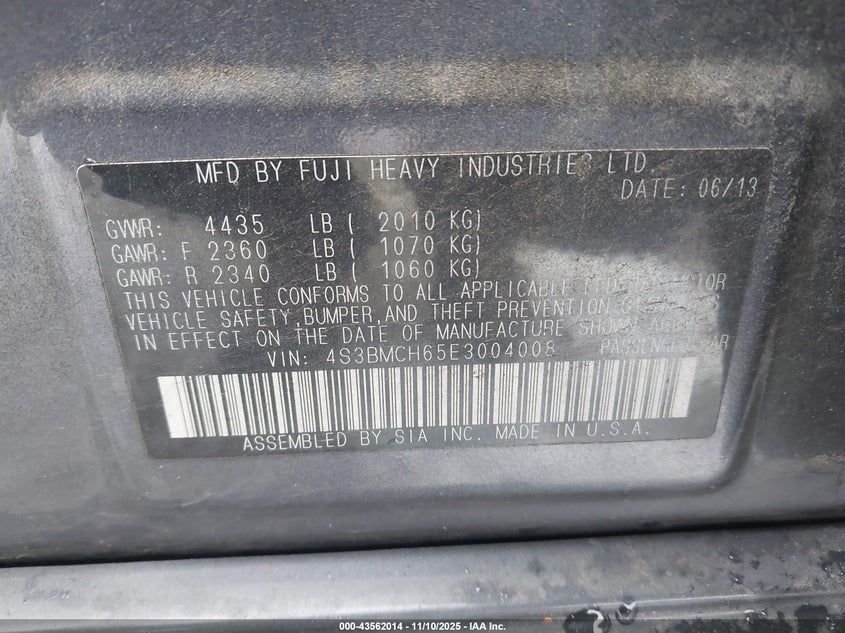 MFD BY FUJI HEAVY INDUSTRIES LTD.
DATE: 06/13
GVWR: 4435 LB ( 2010 KG)
GAWR: F 2360 LB ( 1070 KG)
GAWR: R 2340 LB ( 1060 KG)
THIS VEHICLE CONFORMS TO ALL APPLICABLE
VEHICLE SAFETY,BUMPER,AND THEFT PREVENTION
IN EFFECT ON THE DATE OF MANUFACTURE SHOWN
VIN: 4S3BMCH65E3004008 PASSENGER CAR
ASSEMBLED BY SIA INC. MADE IN U.S.A.
000-43562014 - 11/10/2025 - IAA Inc.